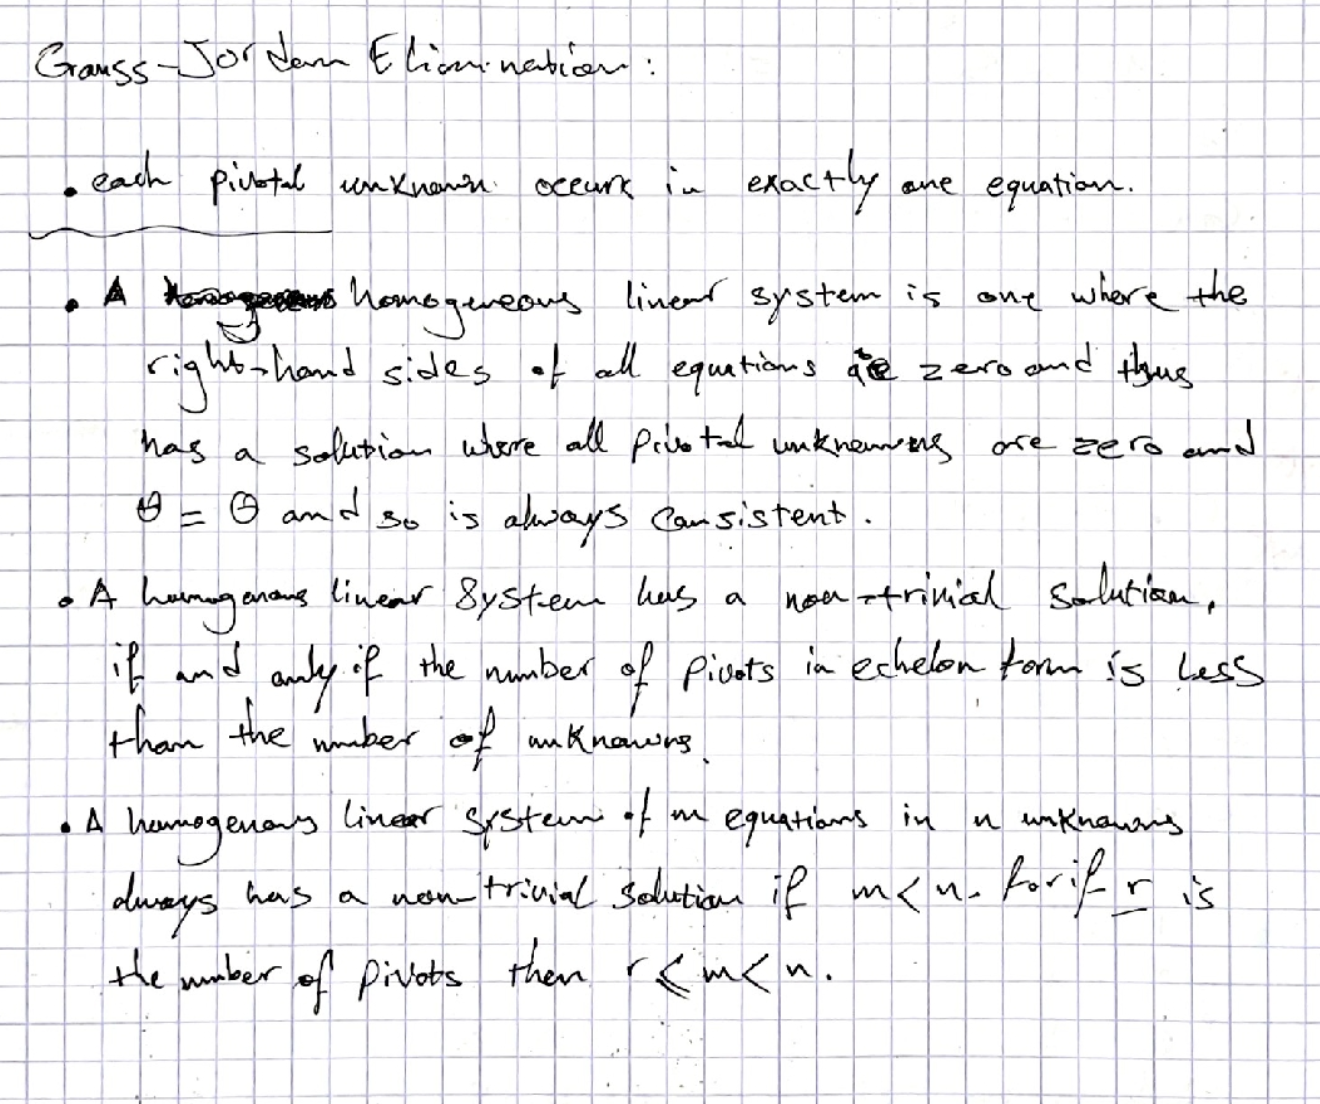 Gauss-Jordan Elimination:
• each pivotal unknown occurs in exactly one equation.
• A homogeneous linear system is one where the
right-hand sides of all equations are zero and thus
has a solution where all pivotal unknowns are zero and
0 = 0 and so is always consistent.
• A homogenous linear System has a non-trivial solution,
if and only if the number of pivots in echelon form is less
than the number of unknowns.
• A homogenous linear system of m equations in n unknowns
always has a non-trivial solution if m < n. For if r is
the number of pivots then r ⩽ m < n.